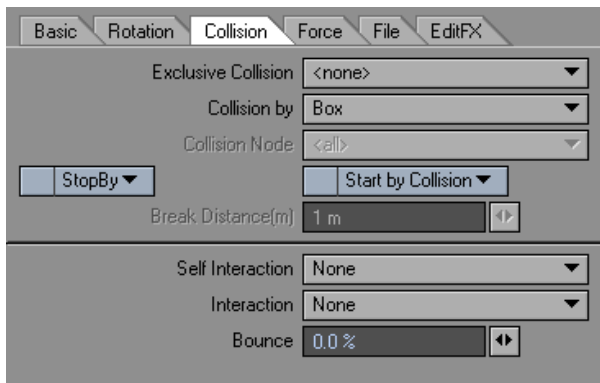 Basic Rotation Collision Force File EditFX
Exclusive Collision <none>
Collision by Box
Collision Node <all>
StopBy Start by Collision
Break Distance(m) 1 m
Self Interaction None
Interaction None
Bounce 0.0 %